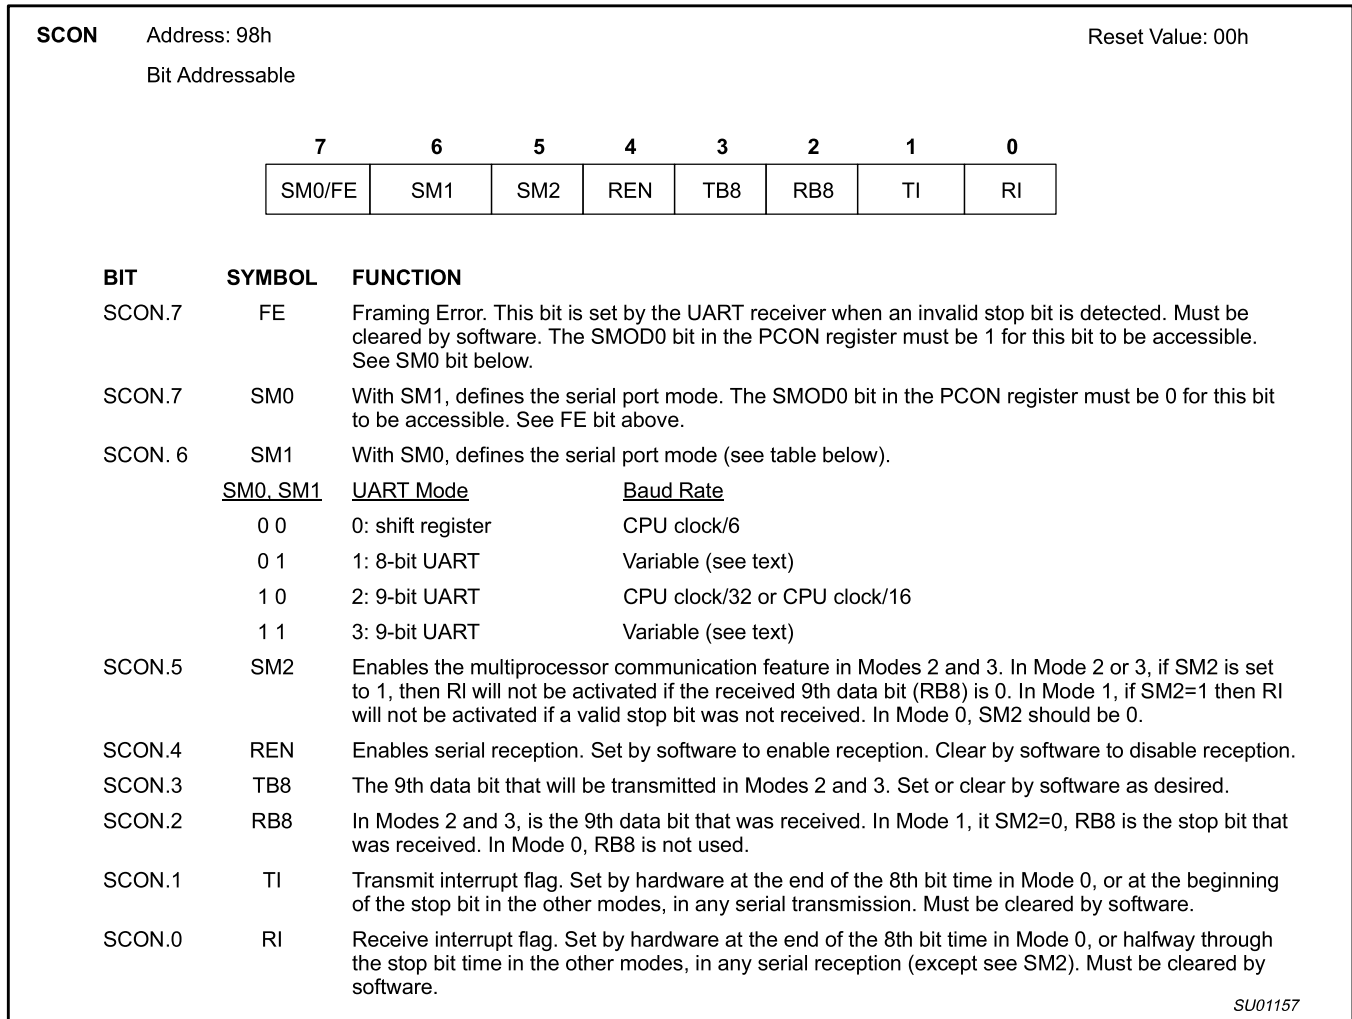 SCON Address: 98h Reset Value: 00h
Bit Addressable
7 6 5 4 3 2 1 0
SM0/FE SM1 SM2 REN TB8 RB8 TI RI
BIT SYMBOL FUNCTION
SCON.7 FE Framing Error. This bit is set by the UART receiver when an invalid stop bit is detected. Must be
cleared by software. The SMOD0 bit in the PCON register must be 1 for this bit to be accessible.
See SM0 bit below.
SCON.7 SM0 With SM1, defines the serial port mode. The SMOD0 bit in the PCON register must be 0 for this bit
to be accessible. See FE bit above.
SCON. 6 SM1 With SM0, defines the serial port mode (see table below).
SM0, SM1 UART Mode Baud Rate
0 0 0: shift register CPU clock/6
0 1 1: 8-bit UART Variable (see text)
1 0 2: 9-bit UART CPU clock/32 or CPU clock/16
1 1 3: 9-bit UART Variable (see text)
SCON.5 SM2 Enables the multiprocessor communication feature in Modes 2 and 3. In Mode 2 or 3, if SM2 is set
to 1, then RI will not be activated if the received 9th data bit (RB8) is 0. In Mode 1, if SM2=1 then RI
will not be activated if a valid stop bit was not received. In Mode 0, SM2 should be 0.
SCON.4 REN Enables serial reception. Set by software to enable reception. Clear by software to disable reception.
SCON.3 TB8 The 9th data bit that will be transmitted in Modes 2 and 3. Set or clear by software as desired.
SCON.2 RB8 In Modes 2 and 3, is the 9th data bit that was received. In Mode 1, it SM2=0, RB8 is the stop bit that
was received. In Mode 0, RB8 is not used.
SCON.1 TI Transmit interrupt flag. Set by hardware at the end of the 8th bit time in Mode 0, or at the beginning
of the stop bit in the other modes, in any serial transmission. Must be cleared by software.
SCON.0 RI Receive interrupt flag. Set by hardware at the end of the 8th bit time in Mode 0, or halfway through
the stop bit time in the other modes, in any serial reception (except see SM2). Must be cleared by
software.
SU01157